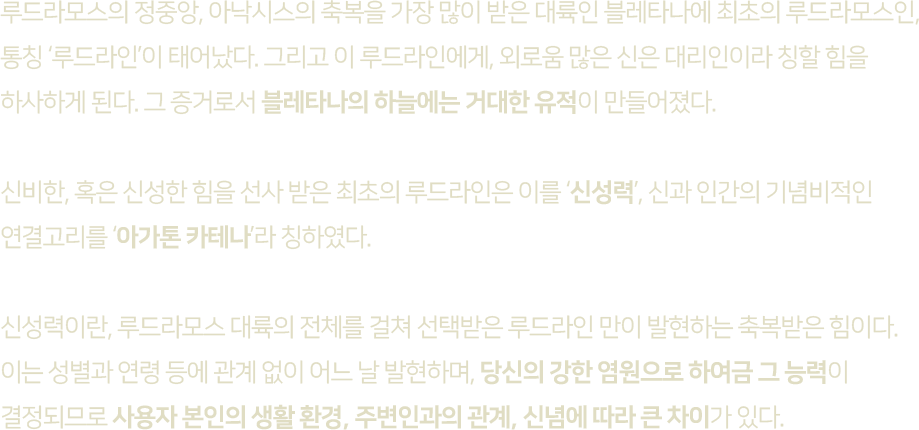 루드라모스의 정중앙, 아낙시스의 축복을 가장 많이 받은 대륙인 블레타나에 최초의 루드라모스인,
통칭 ‘루드라인’이 태어났다. 그리고 이 루드라인에게, 외로움 많은 신은 대리인이라 칭할 힘을
하사하게 된다. 그 증거로서 블레타나의 하늘에는 거대한 유적이 만들어졌다.
신비한, 혹은 신성한 힘을 선사 받은 최초의 루드라인은 이를 ‘신성력’, 신과 인간의 기념비적인
연결고리를 ‘아가톤 카테나’라 칭하였다.
신성력이란, 루드라모스 대륙의 전체를 걸쳐 선택받은 루드라인 만이 발현하는 축복받은 힘이다.
이는 성별과 연령 등에 관계 없이 어느 날 발현하며, 당신의 강한 염원으로 하여금 그 능력이
결정되므로 사용자 본인의 생활 환경, 주변인과의 관계, 신념에 따라 큰 차이가 있다.